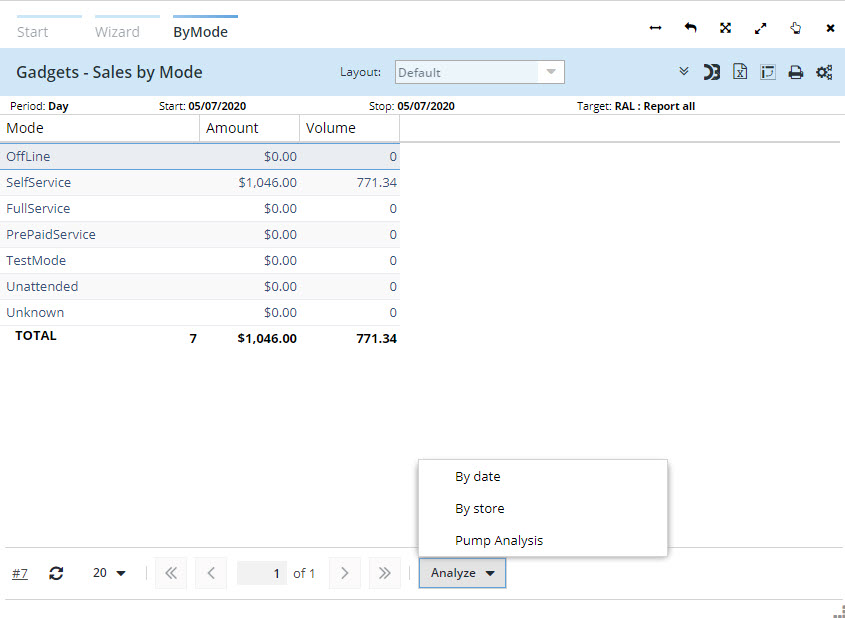 Start Wizard ByMode
Gadgets - Sales by Mode Layout: Default
Period: Day Start: 05/07/2020 Stop: 05/07/2020 Target: RAL : Report all
Mode Amount Volume
OffLine $0.00 0
SelfService $1,046.00 771.34
FullService $0.00 0
PrePaidService $0.00 0
TestMode $0.00 0
Unattended $0.00 0
Unknown $0.00 0
TOTAL 7 $1,046.00 771.34
By date
By store
Pump Analysis
#7 20 1 of 1 Analyze